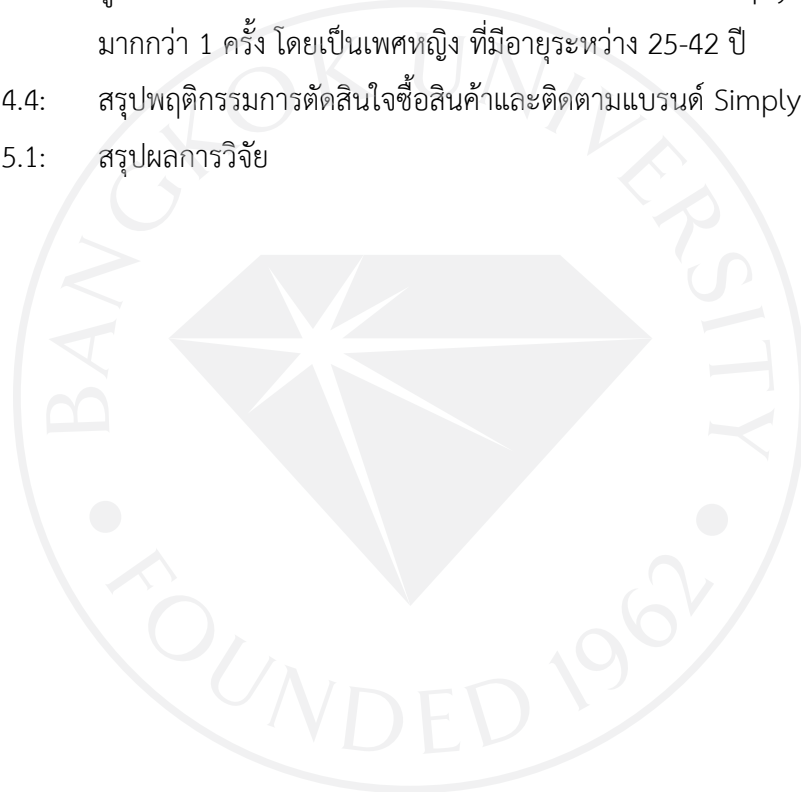 มากกว่า 1 ครั้ง โดยเป็นเพศหญิง ที่มีอายุระหว่าง 25-42 ปี
4.4: สรุปพฤติกรรมการตัดสินใจซื้อสินค้าและติดตามแบรนด์ Simply
5.1: สรุปผลการวิจัย
BANGKOK UNIVERSITY
FOUNDED 1962